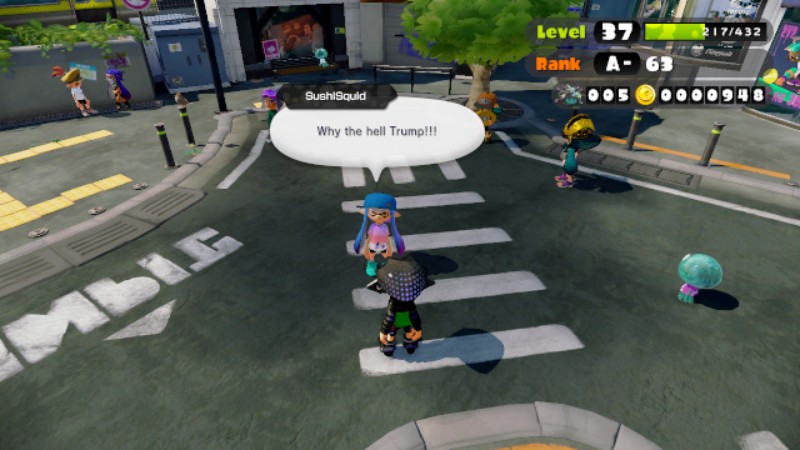 Level 37 217/432
Rank A- 63
005 0000948
SushiSquid
Why the hell Trump!!!